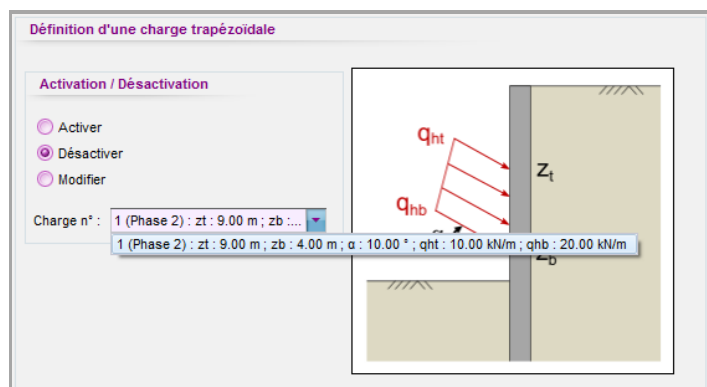 Définition d'une charge trapézoïdale
Activation / Désactivation
Activer
Désactiver
Modifier
Charge n° : 1 (Phase 2) : zt : 9.00 m ; zb :...
1 (Phase 2) : zt : 9.00 m ; zb : 4.00 m ; α : 10.00 ° ; qht : 10.00 kN/m ; qhb : 20.00 kN/m
qht
zt
qhb
zb